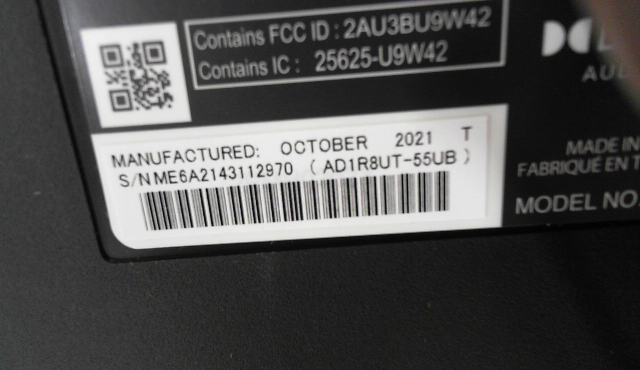 Contains FCC ID : 2AU3BU9W42
Contains IC : 25625-U9W42
MANUFACTURED: OCTOBER 2021 T
S/N ME6A2143112970 ( AD1R8UT-55UB )
MADE IN
FABRIQUÉ EN T
MODEL NO.